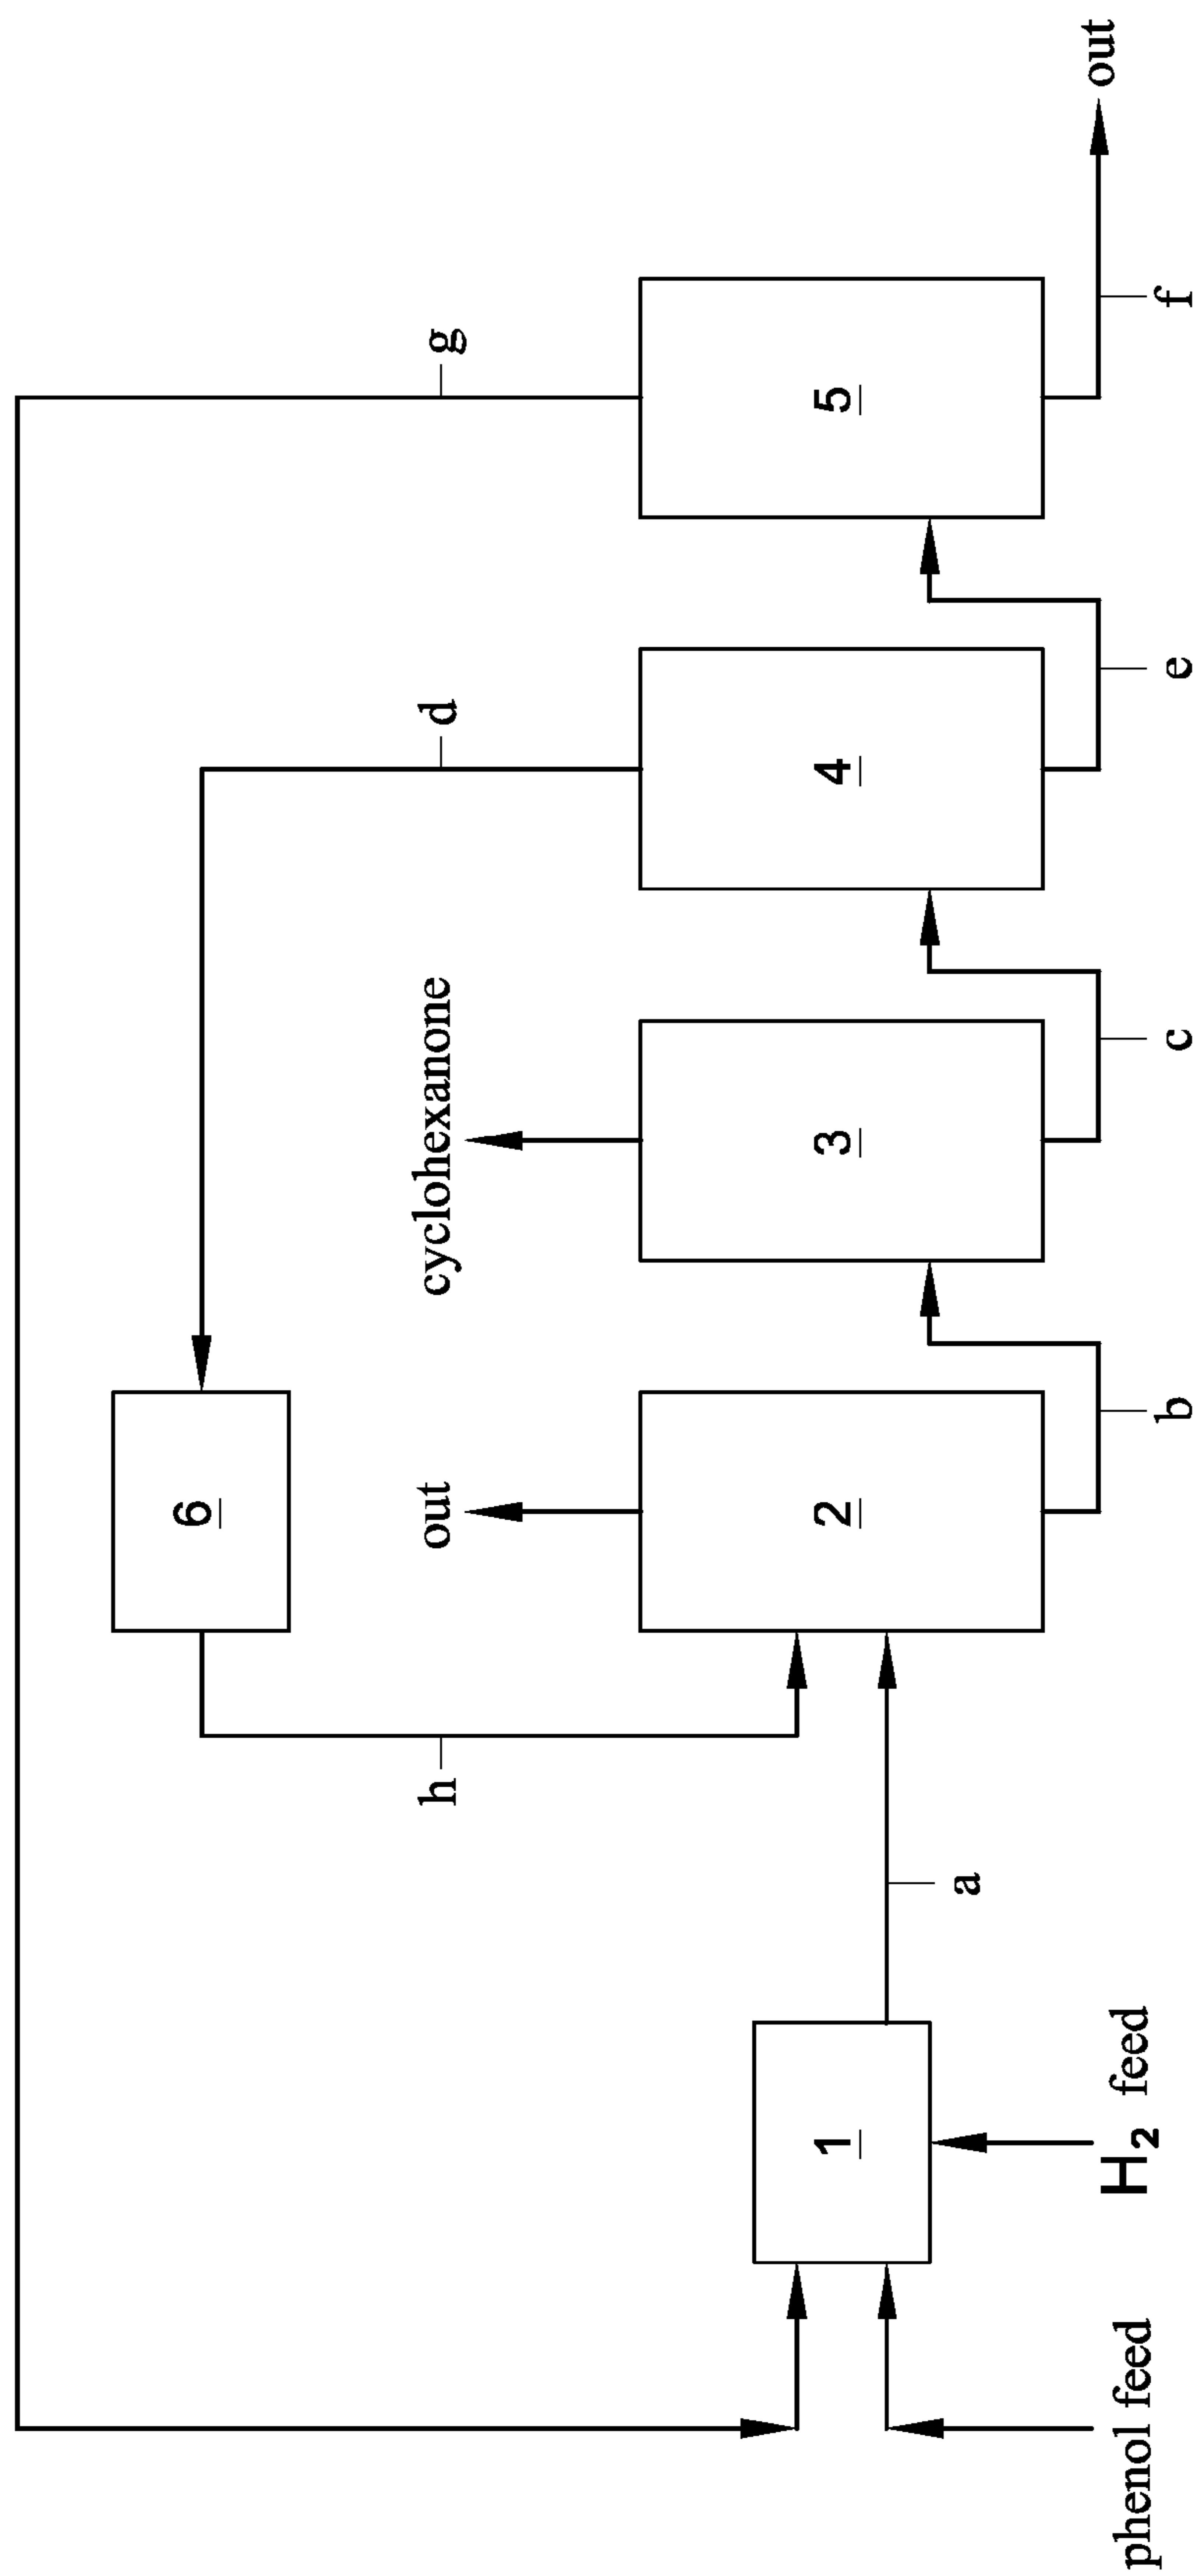 g
d
6
cyclohexanone
out
h
5
4
3
2
1
a
out
f
e
c
b
H₂ feed
phenol feed